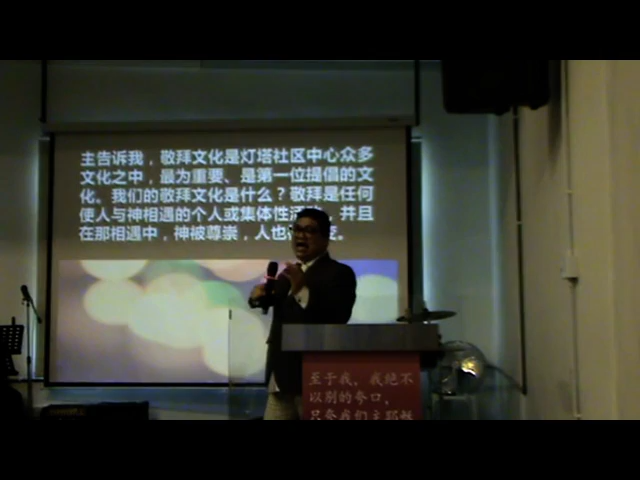 主告诉我，敬拜文化是灯塔社区中心众多
文化之中，最为重要、是第一位提倡的文
化。我们的敬拜文化是什么？敬拜是任何
使人与神相遇的个人或集体性活动，并且
在那相遇中，神被尊崇，人也
至于我，我绝不
以别的夸口，
只夸我们主耶稣